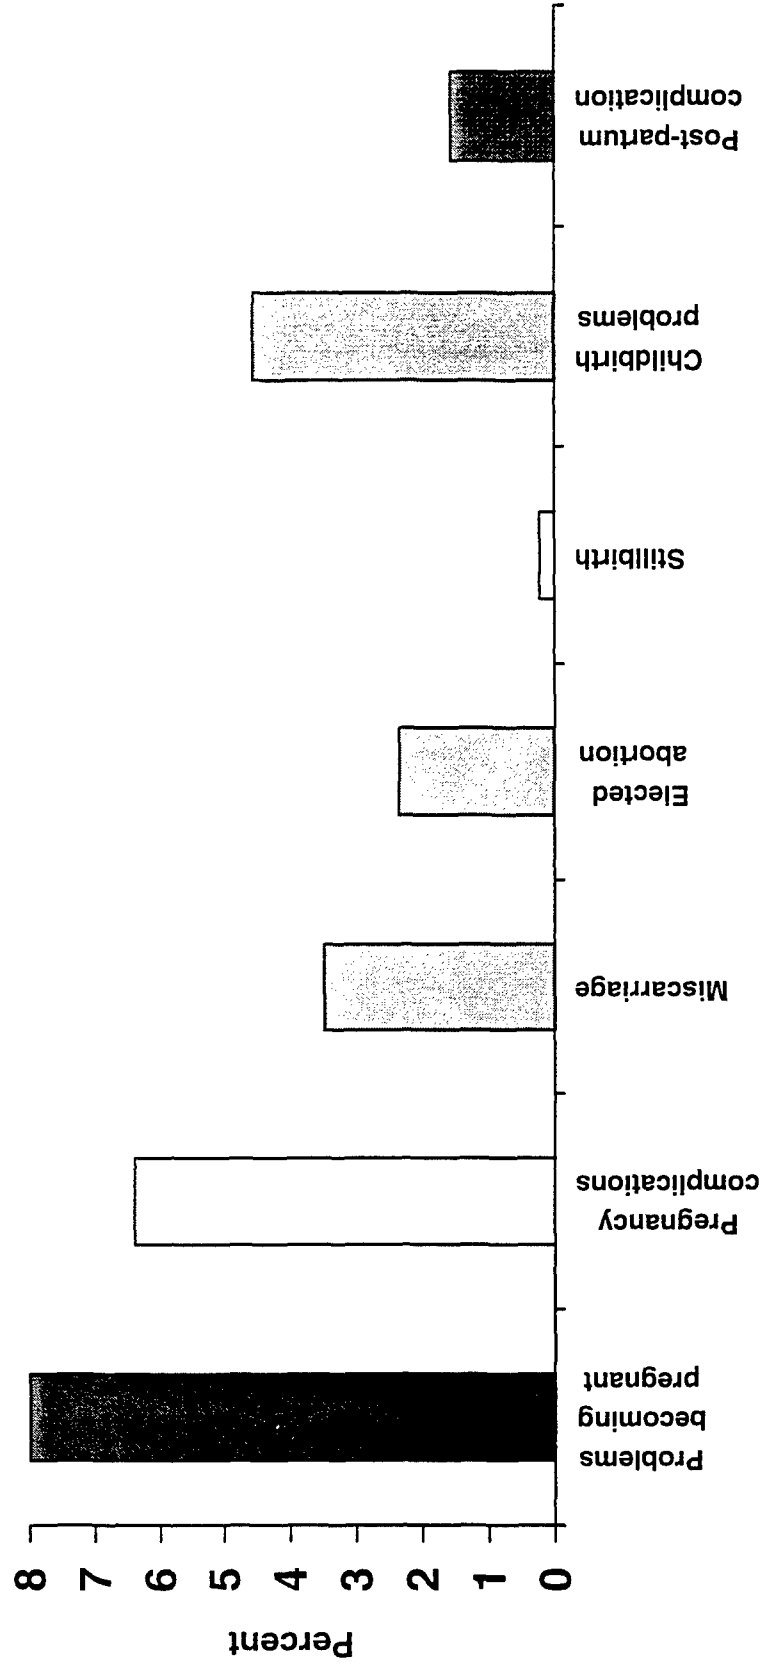 Percent
8
7
6
5
4
3
2
1
0
Problems
becoming
pregnant
Pregnancy
complications
Miscarriage
Elected
abortion
Stillbirth
Childbirth
problems
Post-partum
complication